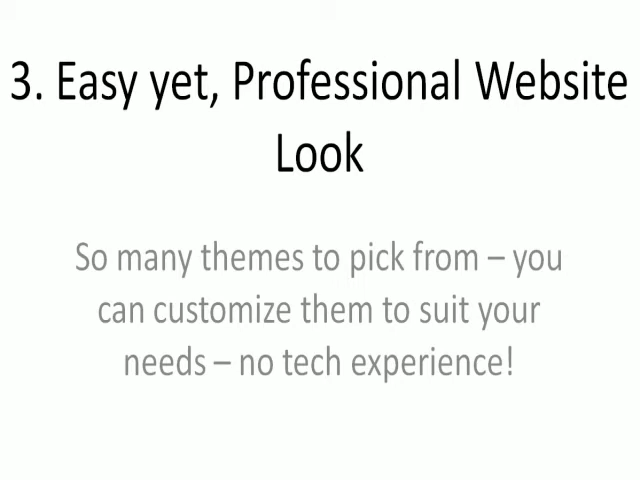 3. Easy yet, Professional Website
Look
So many themes to pick from – you
can customize them to suit your
needs – no tech experience!